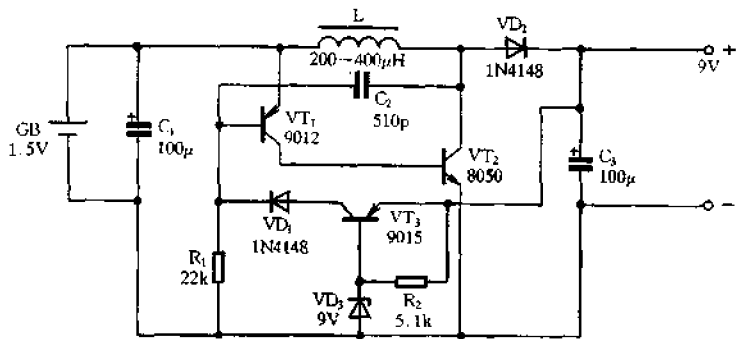 L
200~400μH
VD₂
1N4148
9V
+
C₂
510p
GB
1.5V
+
C₁
100μ
VT₁
9012
VT₂
8050
+
C₃
100μ
−
VD₁
1N4148
VT₃
9015
R₁
22k
VD₃
9V
R₂
5.1k